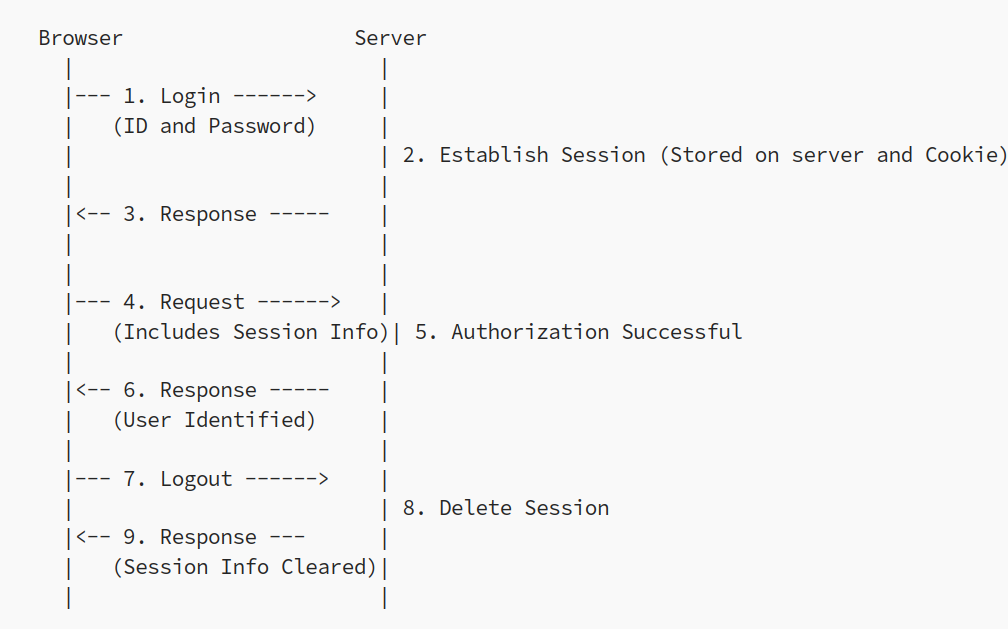 Browser                   Server
  |                          |
  |--- 1. Login ------>      |
  |   (ID and Password)      |
  |                          | 2. Establish Session (Stored on server and Cookie)
  |                          |
  |<-- 3. Response -----     |
  |                          |
  |                          |
  |--- 4. Request ------>    |
  |   (Includes Session Info)| 5. Authorization Successful
  |                          |
  |<-- 6. Response -----     |
  |   (User Identified)      |
  |                          |
  |--- 7. Logout ------>     |
  |                          | 8. Delete Session
  |<-- 9. Response ---       |
  |   (Session Info Cleared)|
  |                          |